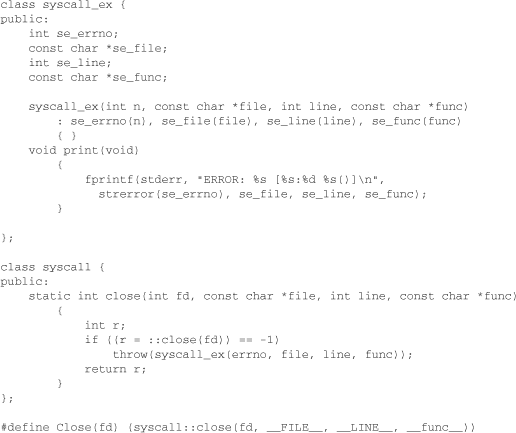 class syscall_ex {
public:
    int se_errno;
    const char *se_file;
    int se_line;
    const char *se_func;

    syscall_ex(int n, const char *file, int line, const char *func)
        : se_errno(n), se_file(file), se_line(line), se_func(func)
        { }
    void print(void)
        {
            fprintf(stderr, "ERROR: %s [%s:%d %s()]\n",
              strerror(se_errno), se_file, se_line, se_func);
        }

};

class syscall {
public:
    static int close(int fd, const char *file, int line, const char *func)
        {
            int r;
            if ((r = ::close(fd)) == -1)
                throw(syscall_ex(errno, file, line, func));
            return r;
        }
};

#define Close(fd) (syscall::close(fd, __FILE__, __LINE__, __func__))